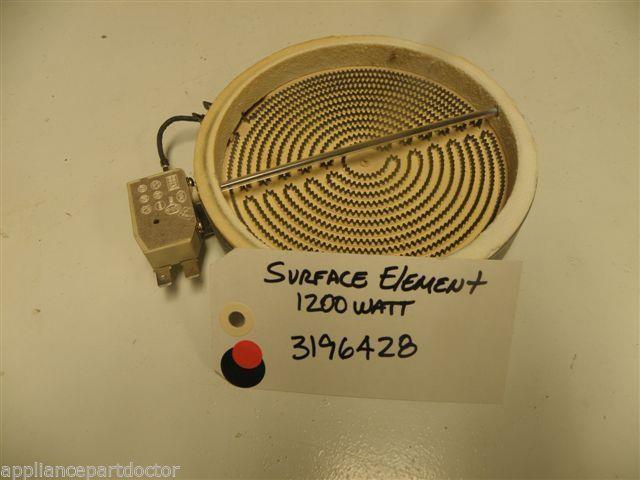 SURFACE ElEMENt
1200 WATT
3196428
appliancepartdoctor